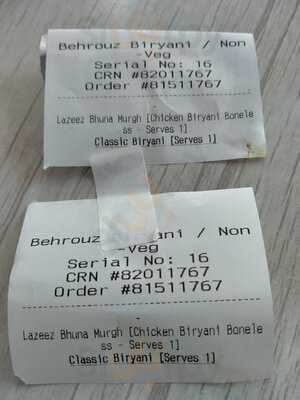 Behrouz Biryani / Non
-Veg
Serial No: 16
CRN #82011767
Order #81511767
Lazeez Bhuna Murgh [Chicken Biryani Bonele
ss - Serves 1]
Classic Biryani [Serves 1]
Behrouz ani / Non
-Veg
Serial No: 16
CRN #82011767
Order #81511767
-
Lazeez Bhuna Murgh [Chicken Biryani Bonele
ss - Serves 1]
Classic Biryani [Serves 1]